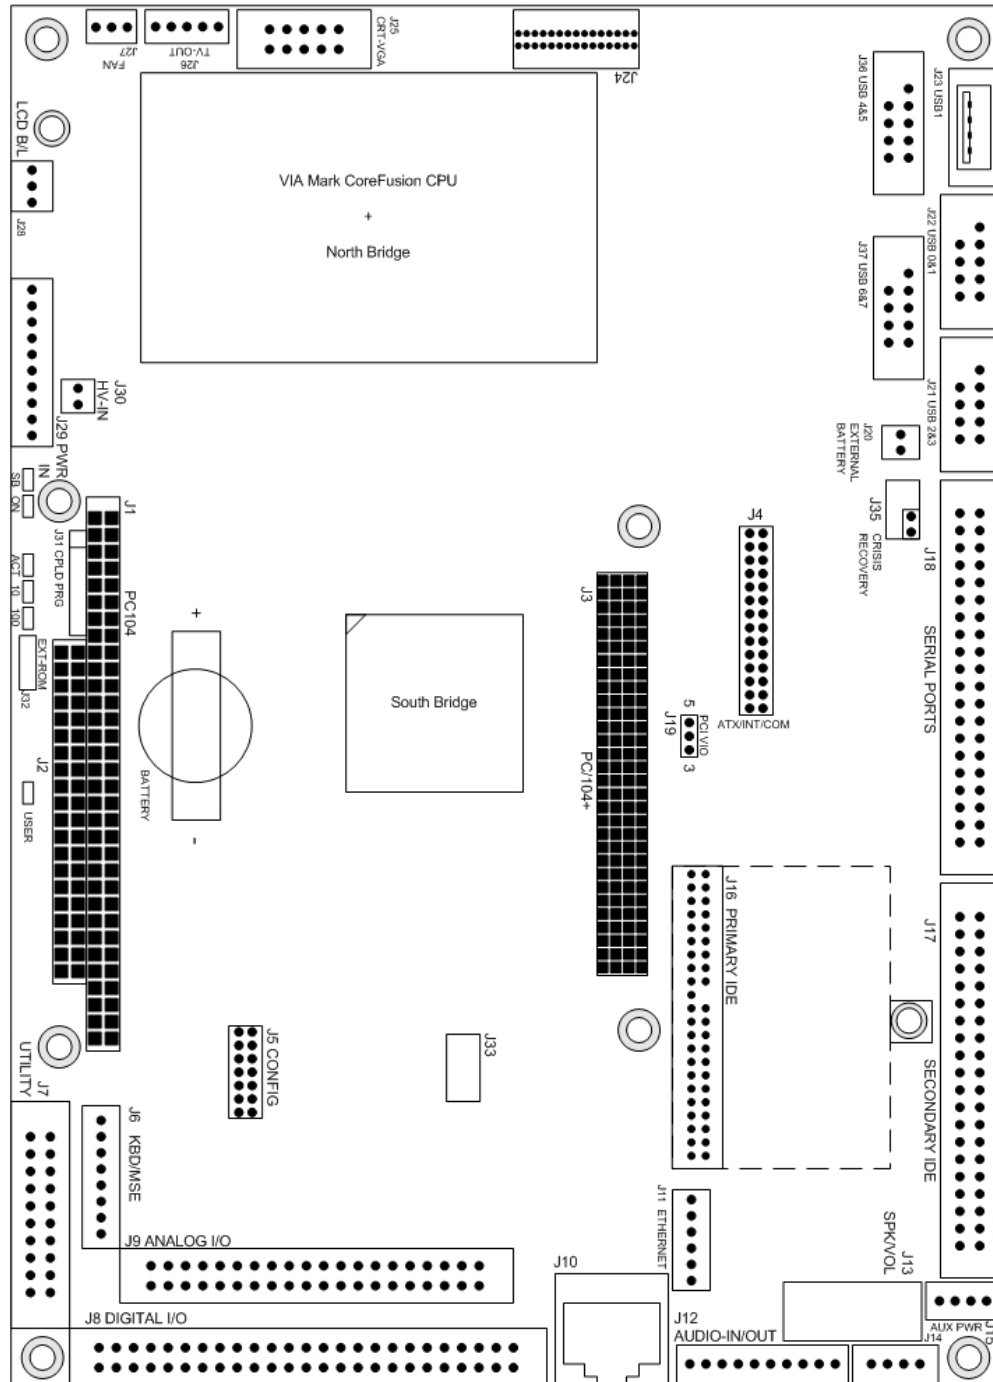 J27
FAN
J26
TV-OUT
J25
CRT-VGA
J24
J36 USB 4&5
J23 USB1
LCD B/L
J28
VIA Mark CoreFusion CPU
+
North Bridge
J22 USB 0&1
J37 USB 6&7
J30
HV-IN
J29 PWR
IN
J21 USB 2&3
J20
EXTERNAL
BATTERY
SB
ON
J1
PC104
J31 CPLD PRG
J4
J35
CRISIS
RECOVERY
J18
SERIAL PORTS
ACT
10
100
EXT-ROM
J32
J3
PC/104+
+
South Bridge
BATTERY
-
5
J19
PCI VIO
3
ATX/INT/COM
J2
USER
J16 PRIMARY IDE
J17
SECONDARY IDE
J5 CONFIG
J33
UTILITY
J7
J6 KBD/MSE
J11 ETHERNET
J9 ANALOG I/O
J10
SPK/VOL
J13
J8 DIGITAL I/O
J12
AUDIO-IN/OUT
AUX PWR
J15
J14